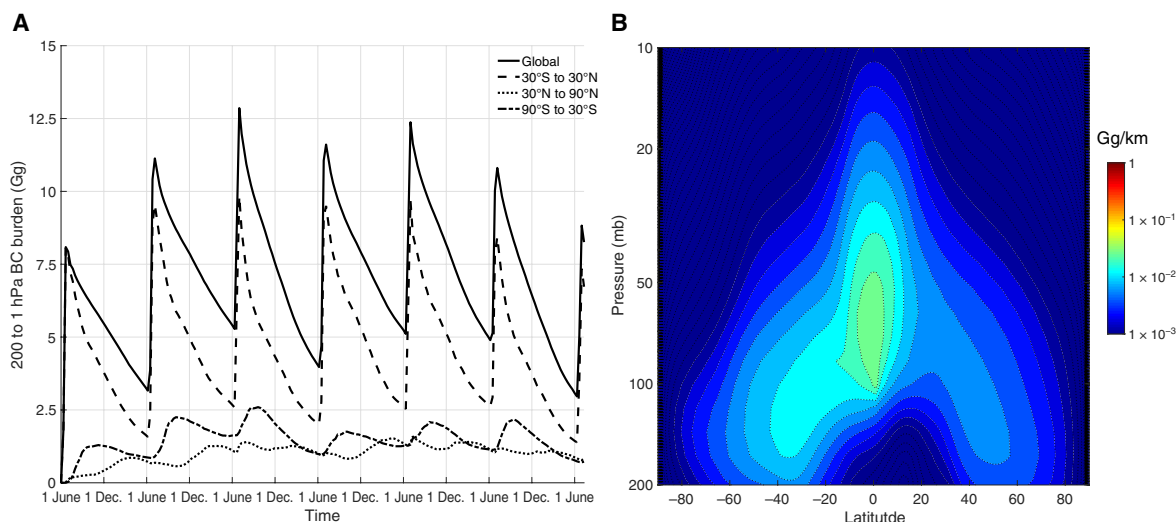 A
200 to 1 hPa BC burden (Gg)
15
12.5
10
7.5
5
2.5
0
Global
30°S to 30°N
30°N to 90°N
90°S to 30°S
1 June 1 Dec. 1 June 1 Dec. 1 June 1 Dec. 1 June 1 Dec. 1 June 1 Dec. 1 June 1 Dec. 1 June
Time
B
Pressure (mb)
10
20
50
100
200
−80 −60 −40 −20 0 20 40 60 80
Latitutde
Gg/km
1
1 × 10⁻¹
1 × 10⁻²
1 × 10⁻³